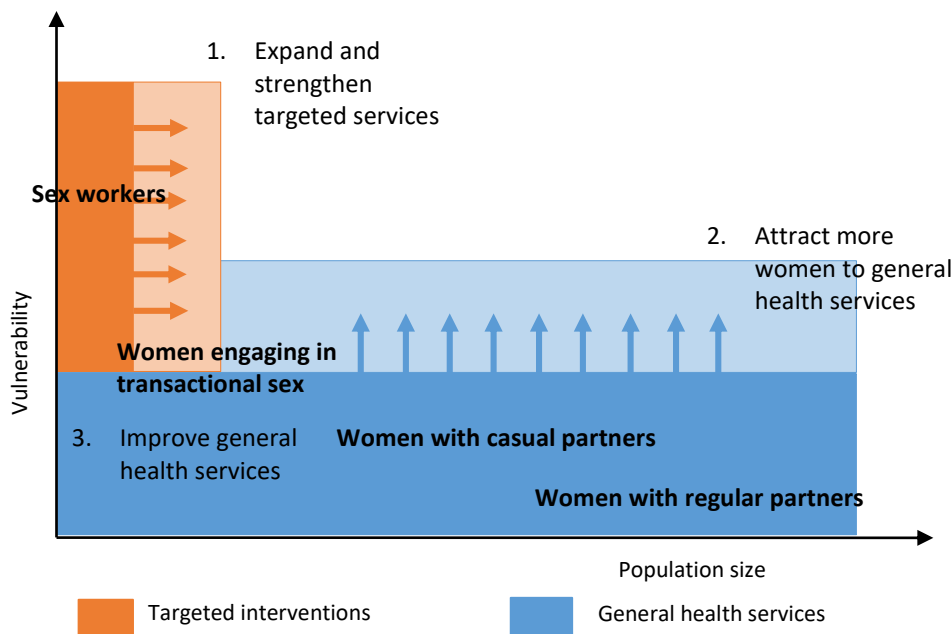 1. Expand and
strengthen
targeted services
Sex workers
2. Attract more
women to general
health services
Vulnerability
Women engaging in
transactional sex
3. Improve general
health services
Women with casual partners
Women with regular partners
Population size
Targeted interventions
General health services